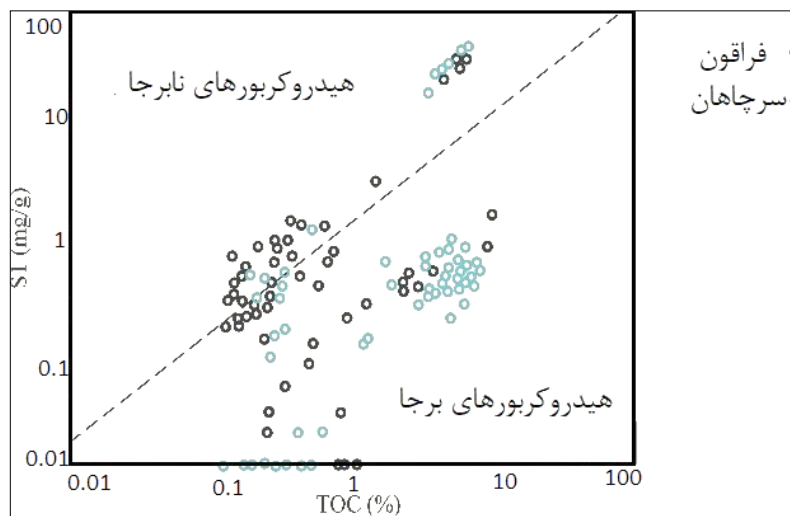 100
10
1
0.1
0.01
S1 (mg/g)
هیدروکربورهای نابرجا
هیدروکربورهای برجا
فراقون
سرچاهان
0.01
0.1
1
10
100
TOC (%)